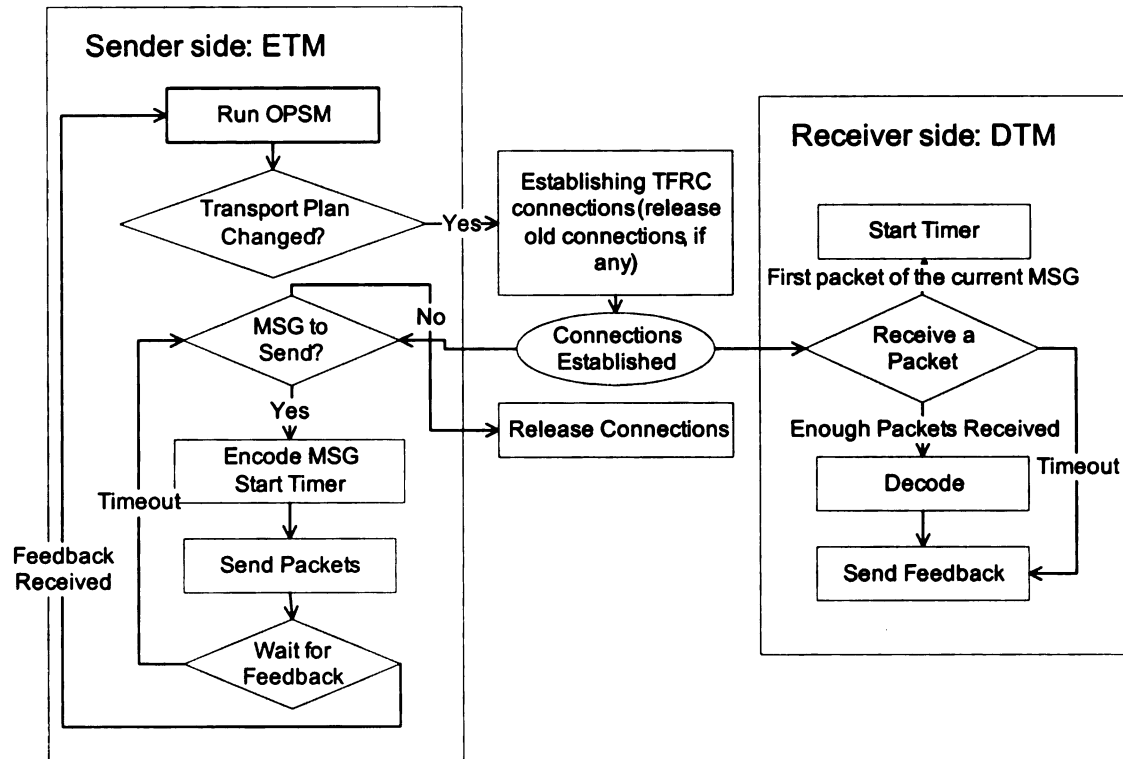 Sender side: ETM
Run OPSM
Transport Plan
Changed?
Yes
Establishing TFRC
connections (release
old connections, if
any)
MSG to
Send?
No
Connections
Established
Yes
Release Connections
Encode MSG
Start Timer
Timeout
Send Packets
Feedback
Received
Wait for
Feedback
Receiver side: DTM
Start Timer
First packet of the current MSG
Receive a
Packet
Enough Packets Received
Timeout
Decode
Send Feedback